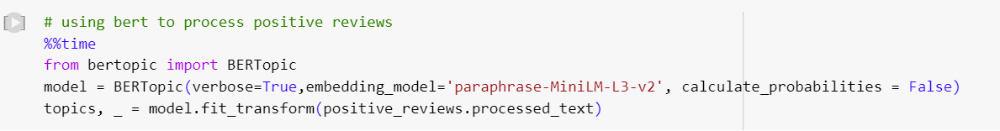 # using bert to process positive reviews
%%time
from bertopic import BERTopic
model = BERTopic(verbose=True,embedding_model='paraphrase-MiniLM-L3-v2', calculate_probabilities = False)
topics, _ = model.fit_transform(positive_reviews.processed_text)